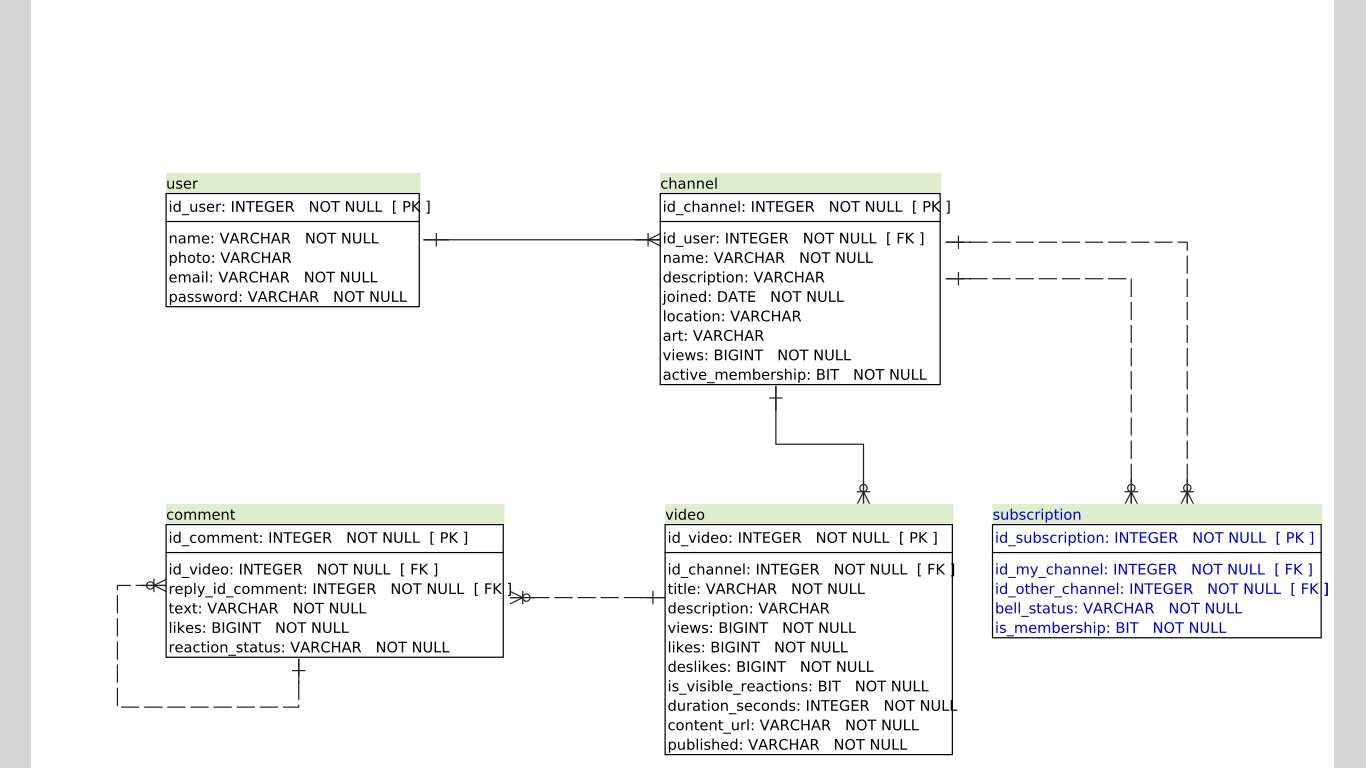 user
id_user: INTEGER   NOT NULL  [ PK ]
name: VARCHAR   NOT NULL
photo: VARCHAR
email: VARCHAR   NOT NULL
password: VARCHAR   NOT NULL
channel
id_channel: INTEGER   NOT NULL  [ PK ]
id_user: INTEGER   NOT NULL  [ FK ]
name: VARCHAR   NOT NULL
description: VARCHAR
joined: DATE   NOT NULL
location: VARCHAR
art: VARCHAR
views: BIGINT   NOT NULL
active_membership: BIT   NOT NULL
comment
id_comment: INTEGER   NOT NULL  [ PK ]
id_video: INTEGER   NOT NULL  [ FK ]
reply_id_comment: INTEGER   NOT NULL  [ FK ]
text: VARCHAR   NOT NULL
likes: BIGINT   NOT NULL
reaction_status: VARCHAR   NOT NULL
video
id_video: INTEGER   NOT NULL  [ PK ]
id_channel: INTEGER   NOT NULL  [ FK ]
title: VARCHAR   NOT NULL
description: VARCHAR
views: BIGINT   NOT NULL
likes: BIGINT   NOT NULL
deslikes: BIGINT   NOT NULL
is_visible_reactions: BIT   NOT NULL
duration_seconds: INTEGER   NOT NULL
content_url: VARCHAR   NOT NULL
published: VARCHAR   NOT NULL
subscription
id_subscription: INTEGER   NOT NULL  [ PK ]
id_my_channel: INTEGER   NOT NULL  [ FK ]
id_other_channel: INTEGER   NOT NULL  [ FK ]
bell_status: VARCHAR   NOT NULL
is_membership: BIT   NOT NULL